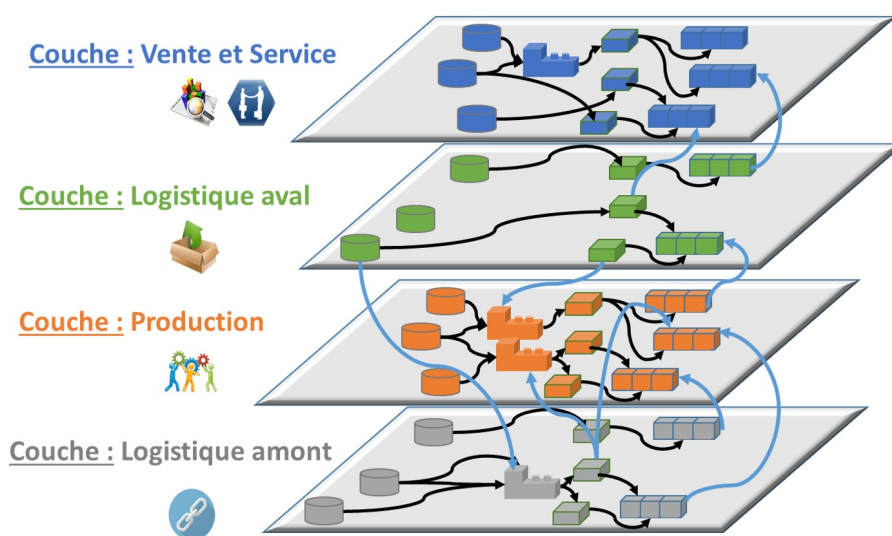 Couche : Vente et Service
Couche : Logistique aval
Couche : Production
Couche : Logistique amont